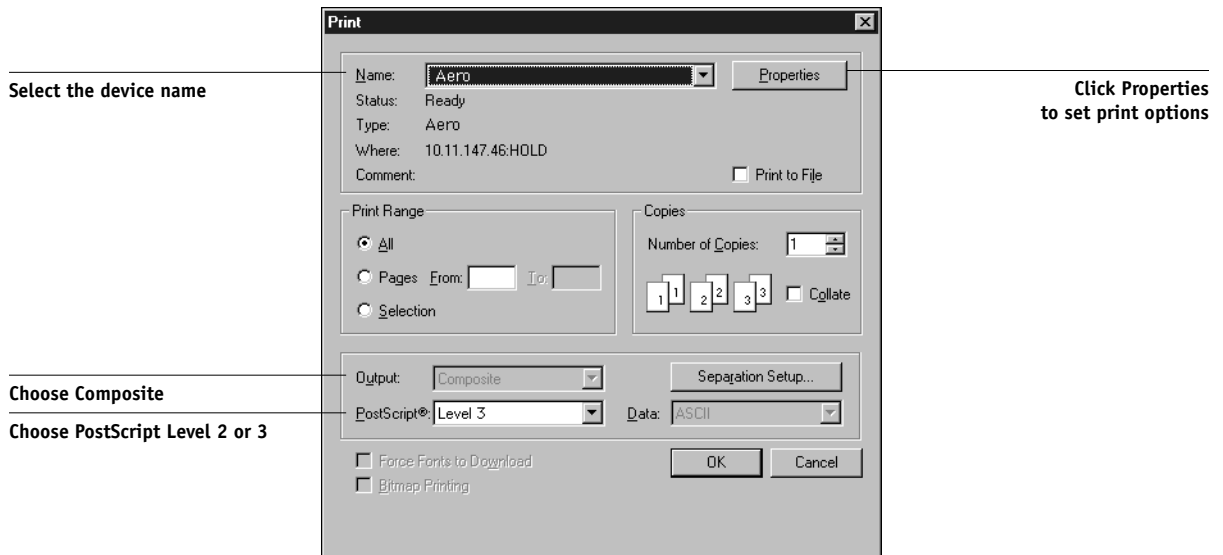 Print
Name: Aero Properties
Select the device name
Click Properties
to set print options
Status: Ready
Type: Aero
Where: 10.11.147.46:HOLD
Comment: Print to File
Print Range
All
Pages From: To:
Selection
Copies
Number of Copies: 1
1 1 2 2 3 3 Collate
Output: Composite Separation Setup...
Choose Composite
PostScript®: Level 3 Data: ASCII
Choose PostScript Level 2 or 3
Force Fonts to Download
Bitmap Printing
OK Cancel